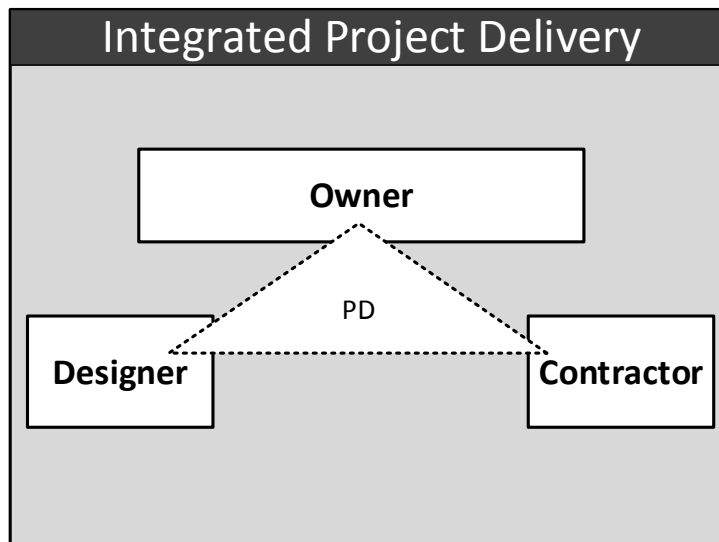 Integrated Project Delivery
Owner
PD
Designer
Contractor